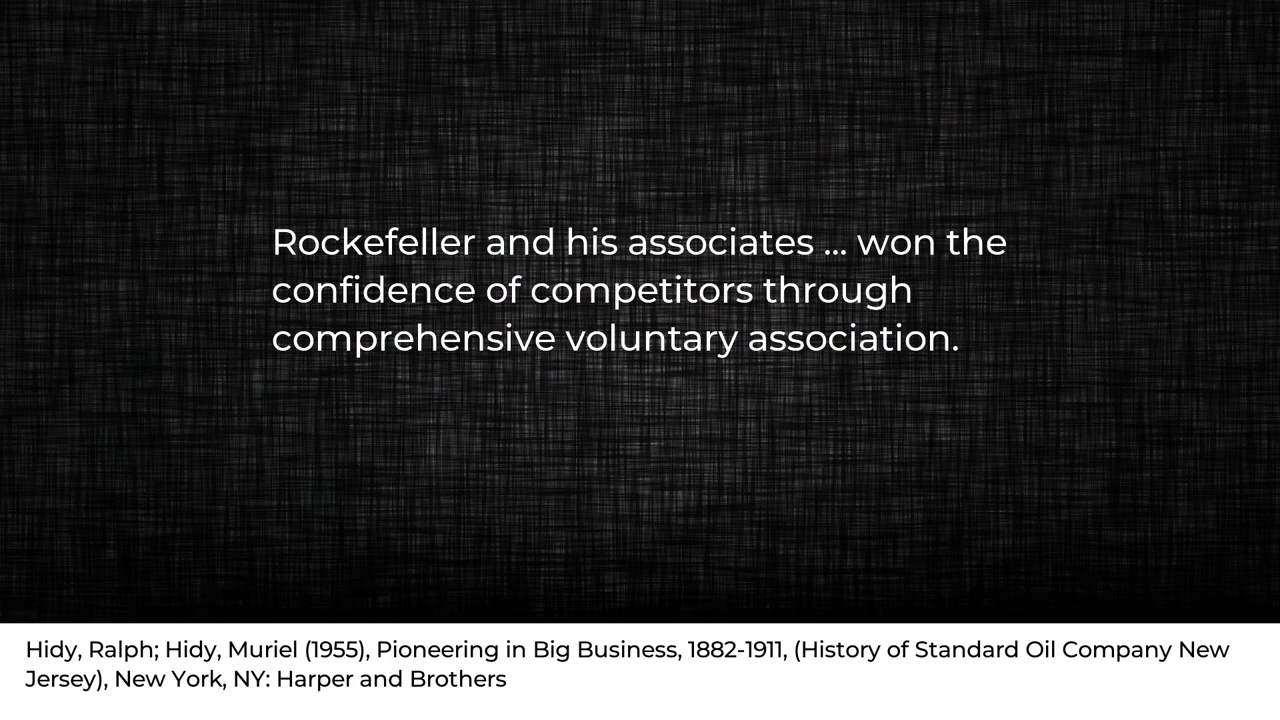 Rockefeller and his associates ... won the
confidence of competitors through
comprehensive voluntary association.
Hidy, Ralph; Hidy, Muriel (1955), Pioneering in Big Business, 1882-1911, (History of Standard Oil Company New
Jersey), New York, NY: Harper and Brothers